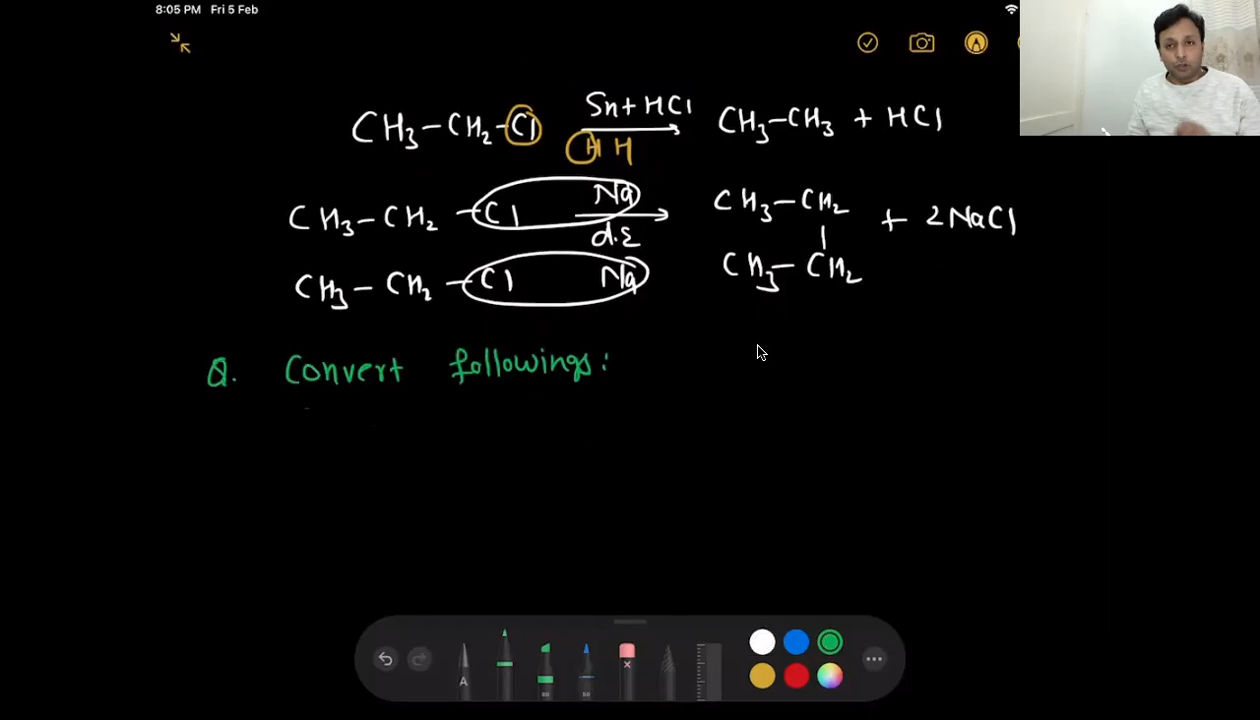 8:05 PM Fri 5 Feb
CH3-CH2-Cl Sn+HCl CH3-CH3 + HCl
H H
CH3-CH2-Cl Na CH3-CH2 + 2NaCl
d.E
CH3-CH2-Cl Na CH3-CH2
Q. Convert followings:
A